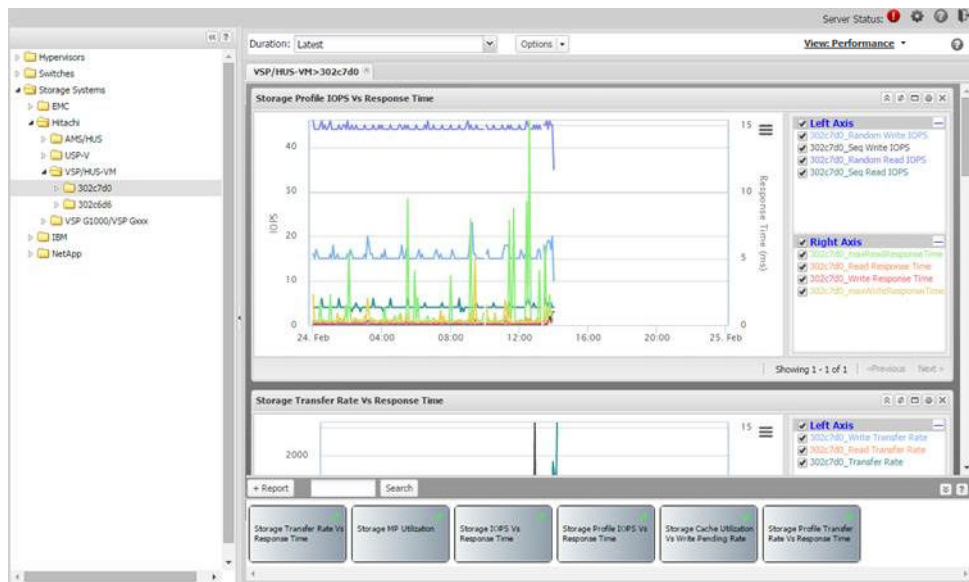 Server Status:
Duration: Latest
Options
View: Performance
Hypervisors
Switches
Storage Systems
EMC
Hitachi
AMS/HUS
USP-V
VSP/HUS-VM
302c7d0
302c6d6
VSP G1000/VSP Gxxx
IBM
NetApp
VSP/HUS-VM>302c7d0
Storage Profile IOPS Vs Response Time
40
30
20
10
0
IOPS
15
10
5
0
Response Time (ms)
24. Feb
04:00
08:00
12:00
16:00
20:00
25. Feb
Left Axis
302c7d0_Random Write IOPS
302c7d0_Seq Write IOPS
302c7d0_Random Read IOPS
302c7d0_Seq Read IOPS
Right Axis
302c7d0_maxReadResponseTime
302c7d0_Read Response Time
302c7d0_Write Response Time
302c7d0_maxWriteResponseTime
Showing 1 - 1 of 1
«Previous Next »
Storage Transfer Rate Vs Response Time
2000
15
Left Axis
302c7d0_Write Transfer Rate
302c7d0_Read Transfer Rate
302c7d0_Transfer Rate
+ Report
Search
Storage Transfer Rate Vs
Response Time
Storage MP Utilization
Storage IOPS Vs
Response Time
Storage Profile IOPS Vs
Response Time
Storage Cache Utilization
Vs Write Pending Rate
Storage Profile Transfer
Rate Vs Response Time